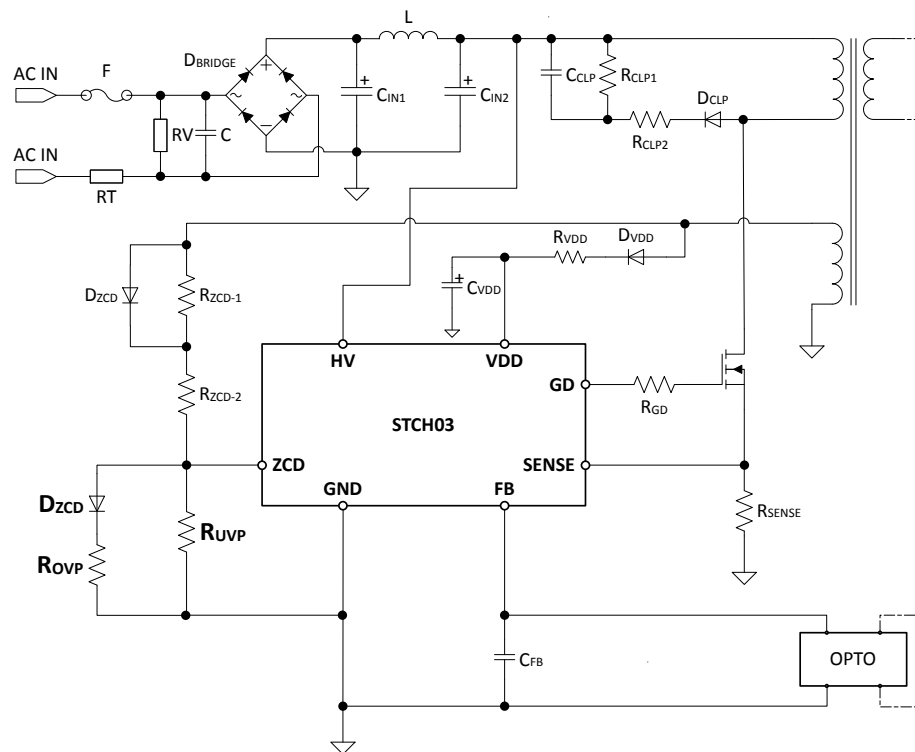 L
F
DBRIDGE
AC IN
+
~
~
−
+
CIN1
+
CIN2
CCLP
RCLP1
DCLP
RCLP2
RV
C
AC IN
RT
RVDD
DVDD
+
CVDD
DZCD
RZCD-1
RZCD-2
HV
VDD
GD
RGD
STCH03
ZCD
SENSE
GND
FB
DZCD
ROVP
RUVP
RSENSE
CFB
OPTO